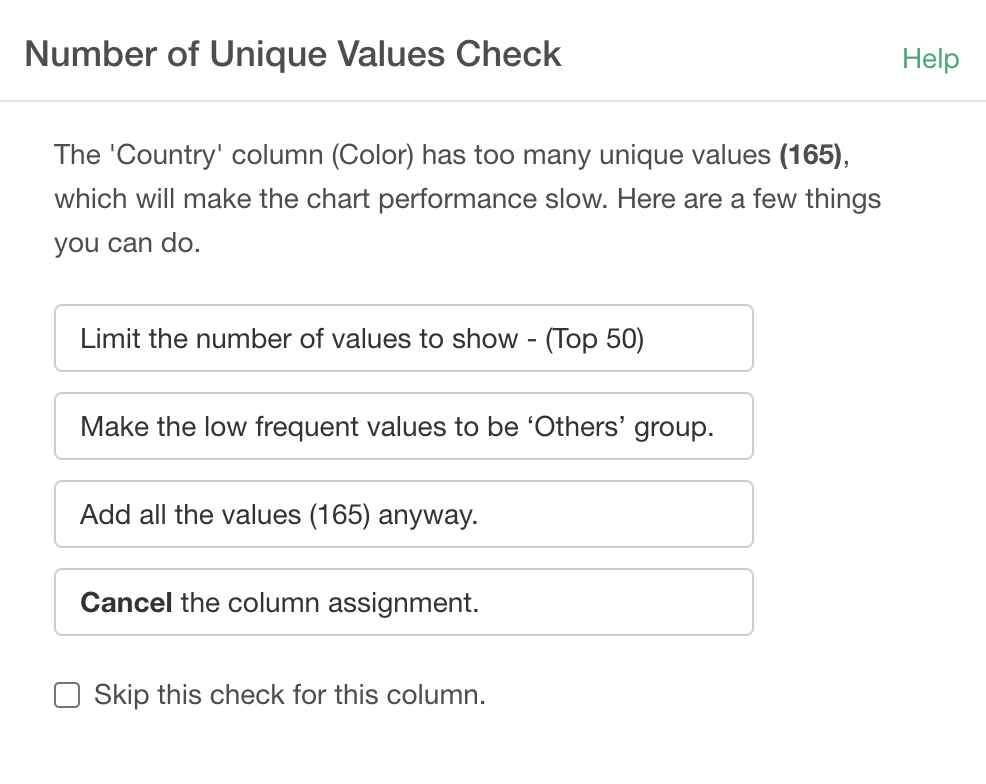 Number of Unique Values Check
Help
The 'Country' column (Color) has too many unique values (165),
which will make the chart performance slow. Here are a few things
you can do.
Limit the number of values to show - (Top 50)
Make the low frequent values to be ‘Others’ group.
Add all the values (165) anyway.
Cancel the column assignment.
Skip this check for this column.